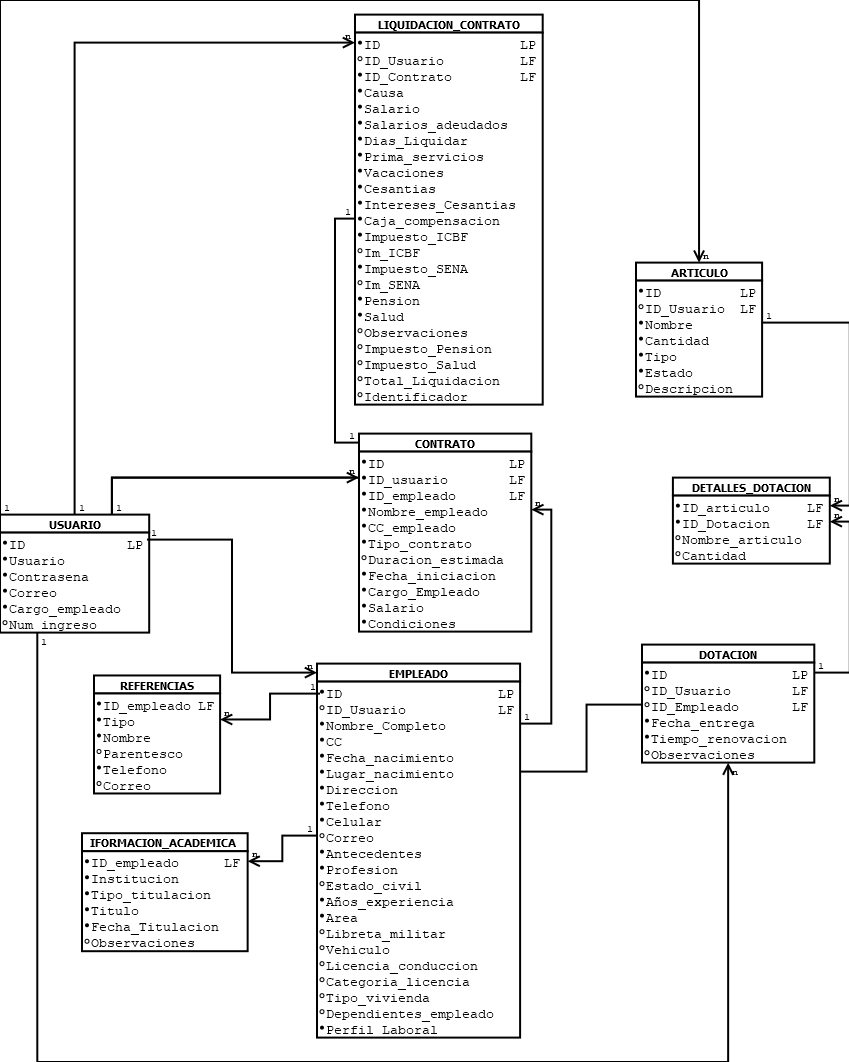 LIQUIDACION_CONTRATO
ID LP
ID_Usuario LF
ID_Contrato LF
Causa
Salario
Salarios_adeudados
Dias_Liquidar
Prima_servicios
Vacaciones
Cesantias
Intereses_Cesantias
Caja_compensacion
Impuesto_ICBF
Im_ICBF
Impuesto_SENA
Im_SENA
Pension
Salud
Observaciones
Impuesto_Pension
Impuesto_Salud
Total_Liquidacion
Identificador
n
1
n
ARTICULO
ID LP
ID_Usuario LF
Nombre
Cantidad
Tipo
Estado
Descripcion
1
1
CONTRATO
ID LP
ID_usuario LF
ID_empleado LF
Nombre_empleado
CC_empleado
Tipo_contrato
Duracion_estimada
Fecha_iniciacion
Cargo_Empleado
Salario
Condiciones
n
n
DETALLES_DOTACION
ID_articulo LF
ID_Dotacion LF
Nombre_articulo
Cantidad
n
n
1
1
1
USUARIO
ID LP
Usuario
Contrasena
Correo
Cargo_empleado
Num_ingreso
1
1
REFERENCIAS
ID_empleado LF
Tipo
Nombre
Parentesco
Telefono
Correo
n
n
1
EMPLEADO
ID LP
ID_Usuario LF
Nombre_Completo
CC
Fecha_nacimiento
Lugar_nacimiento
Direccion
Telefono
Celular
Correo
Antecedentes
Profesion
Estado_civil
Años_experiencia
Area
Libreta_militar
Vehiculo
Licencia_conduccion
Categoria_licencia
Tipo_vivienda
Dependientes_empleado
Perfil_Laboral
1
1
DOTACION
ID LP
ID_Usuario LF
ID_Empleado LF
Fecha_entrega
Tiempo_renovacion
Observaciones
1
n
IFORMACION_ACADEMICA
ID_empleado LF
Institucion
Tipo_titulacion
Titulo
Fecha_Titulacion
Observaciones
n